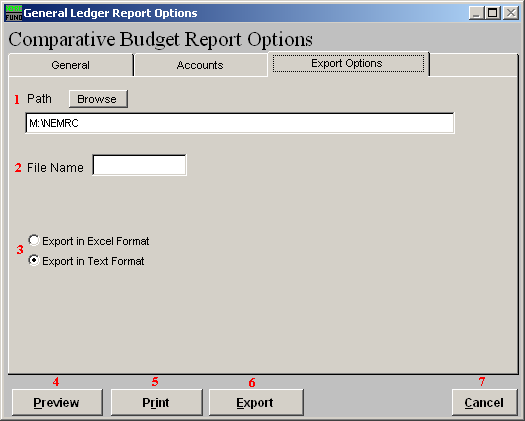 General Ledger Report Options
Comparative Budget Report Options
General Accounts Export Options
1 Path Browse
M:\NEMRC
2 File Name
Export in Excel Format
3
Export in Text Format
4 5 6 7
Preview Print Export Cancel